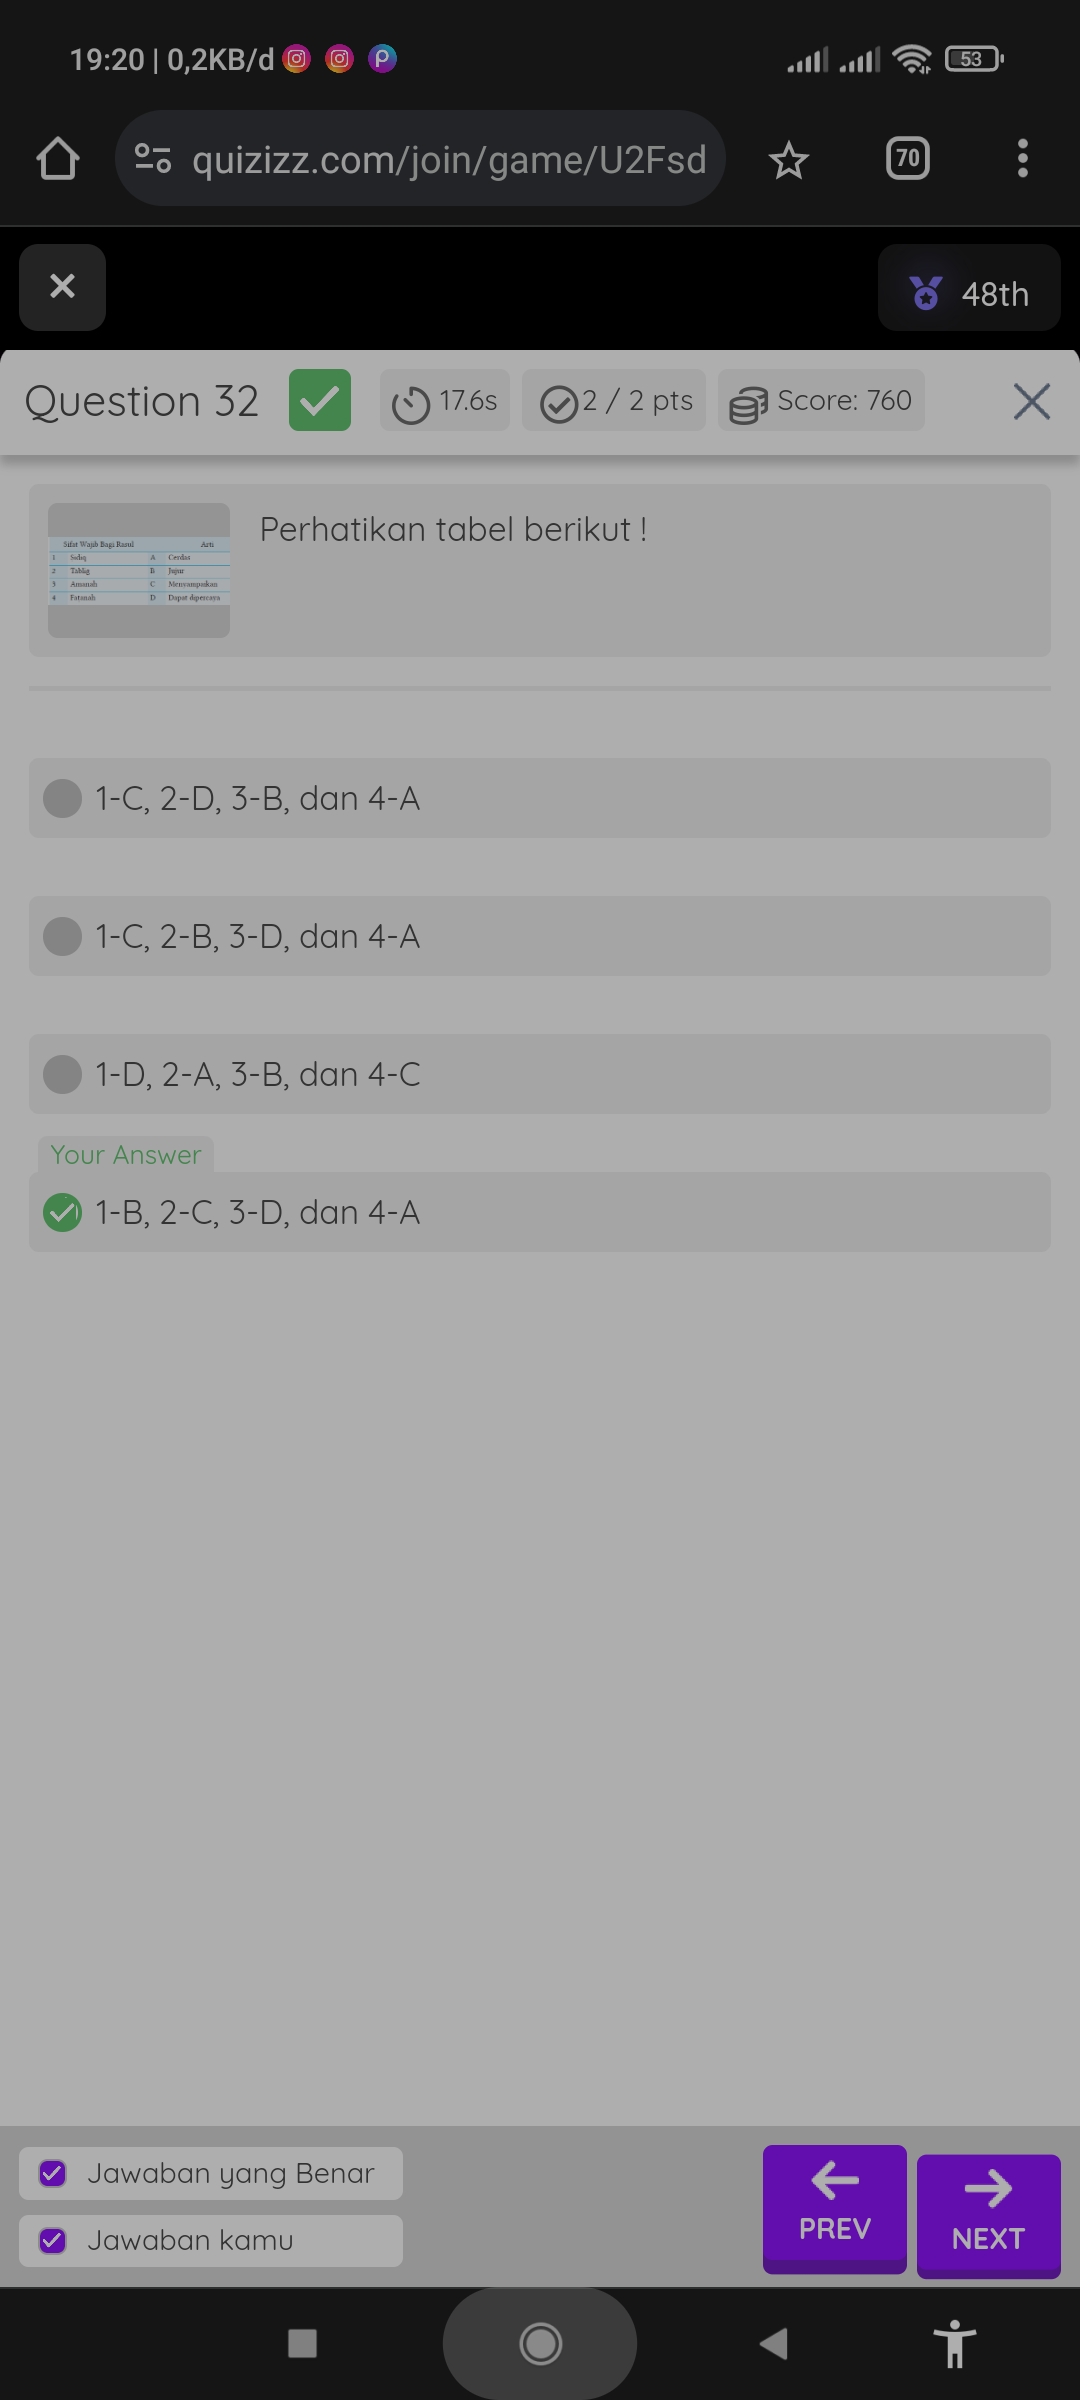 19:20 | 0,2KB/d
53
quizizz.com/join/game/U2Fsd
70
48th
Question 32
17.6s
2 / 2 pts
Score: 760
Perhatikan tabel berikut !
Sifat Wajib Bagi Rasul Arti
1 Sidiq A Cerdas
2 Tablig B Jujur
3 Amanah C Menyampaikan
4 Fatanah D Dapat dipercaya
1-C, 2-D, 3-B, dan 4-A
1-C, 2-B, 3-D, dan 4-A
1-D, 2-A, 3-B, dan 4-C
Your Answer
1-B, 2-C, 3-D, dan 4-A
Jawaban yang Benar
Jawaban kamu
PREV
NEXT